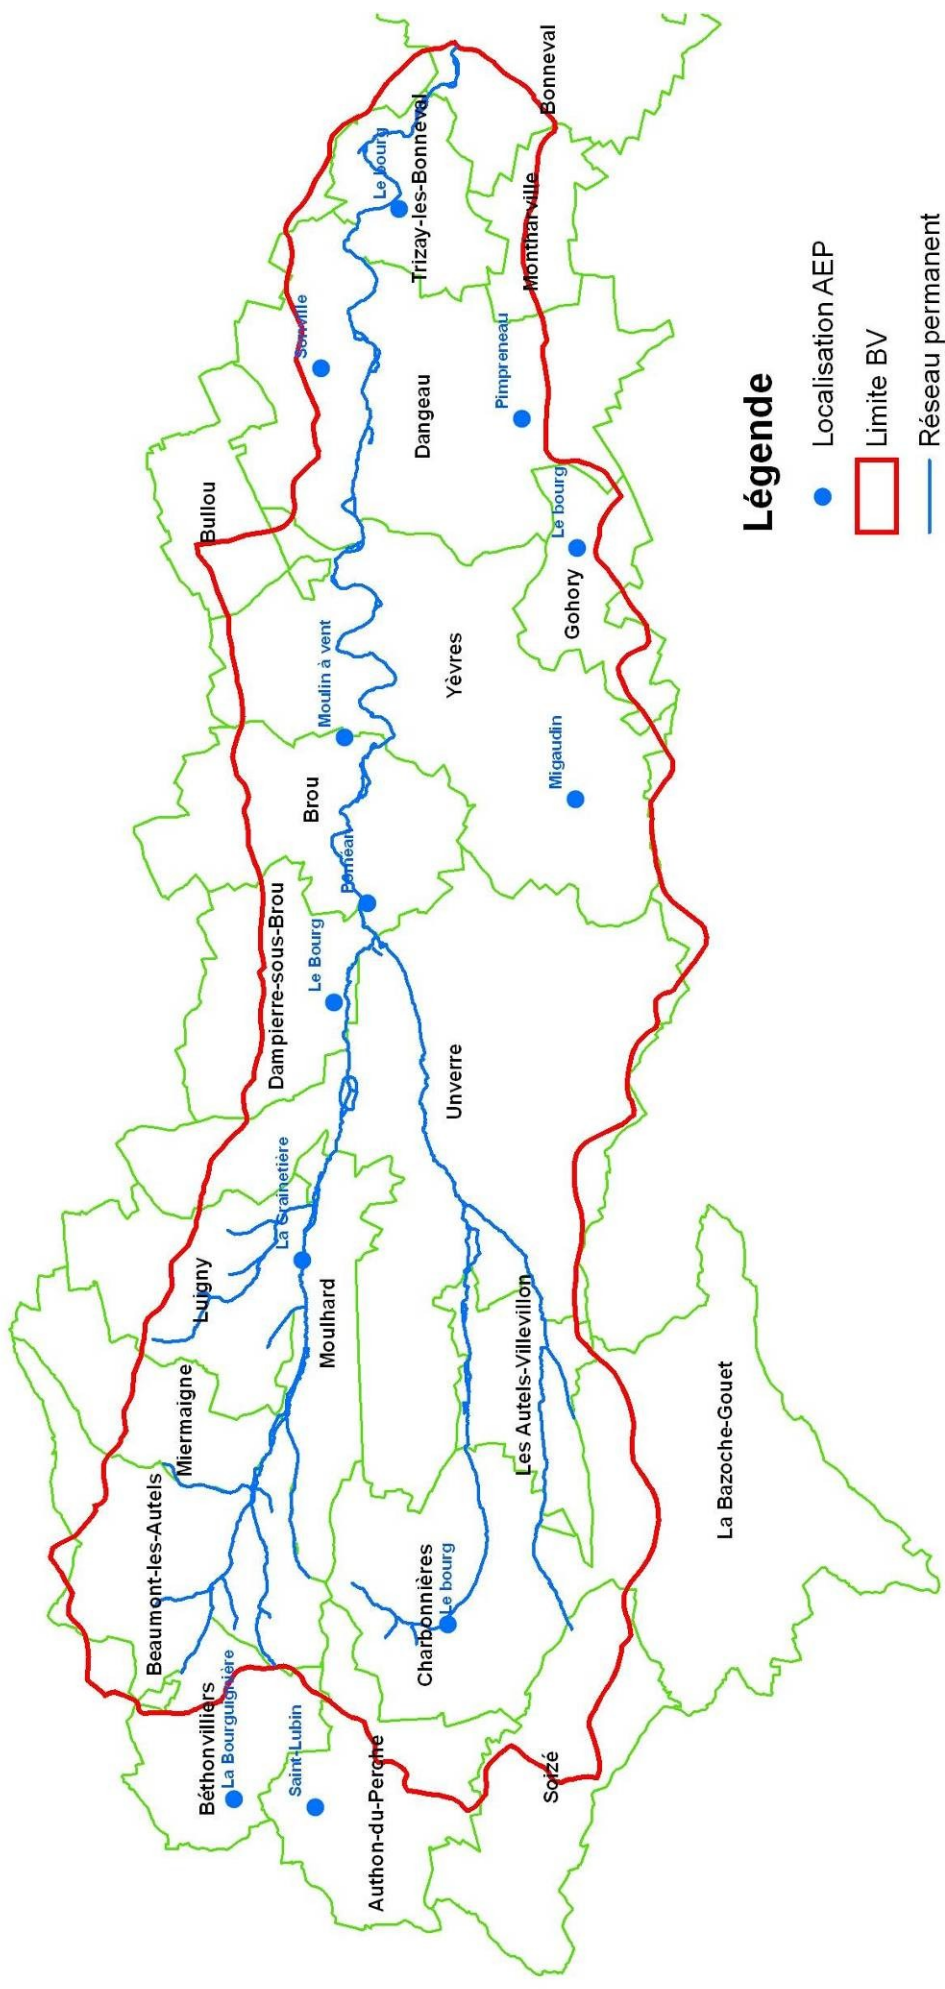 Béthonvilliers
La Bourguignière
Saint-Lubin
Authon-du-Perche
Soizé
Beaumont-les-Autels
Miermaigne
Charbonnières
Le bourg
Luigny
La Grainetière
Moulhard
Les Autels-Villevillon
La Bazoche-Gouet
Dampierre-sous-Brou
Le Bourg
Unverre
Poméan
Brou
Moulin à vent
Yèvres
Migaudin
Bullou
Gohory
Le bourg
Sonville
Dangeau
Pimpreneau
Le bourg
Trizay-les-Bonneval
Montharville
Bonneval
Légende
Localisation AEP
Limite BV
Réseau permanent